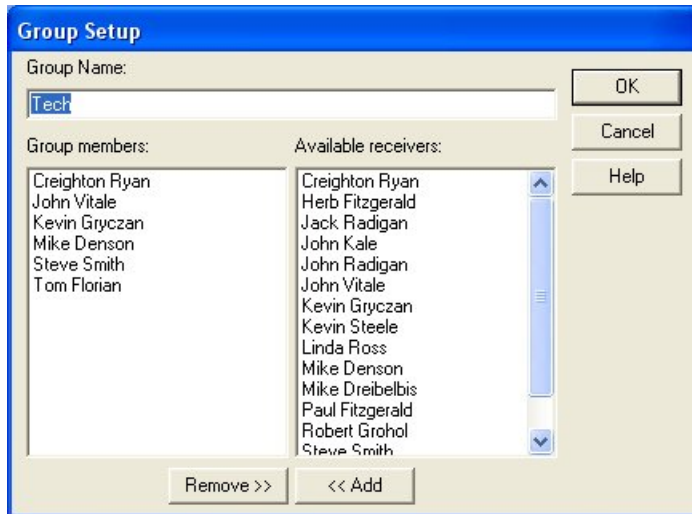 Group Setup
Group Name:
Tech
OK
Cancel
Help
Group members:
Creighton Ryan
John Vitale
Kevin Gryczan
Mike Denson
Steve Smith
Tom Florian
Available receivers:
Creighton Ryan
Herb Fitzgerald
Jack Radigan
John Kale
John Radigan
John Vitale
Kevin Gryczan
Kevin Steele
Linda Ross
Mike Denson
Mike Dreibelbis
Paul Fitzgerald
Robert Grohol
Steve Smith
Remove >>
<< Add